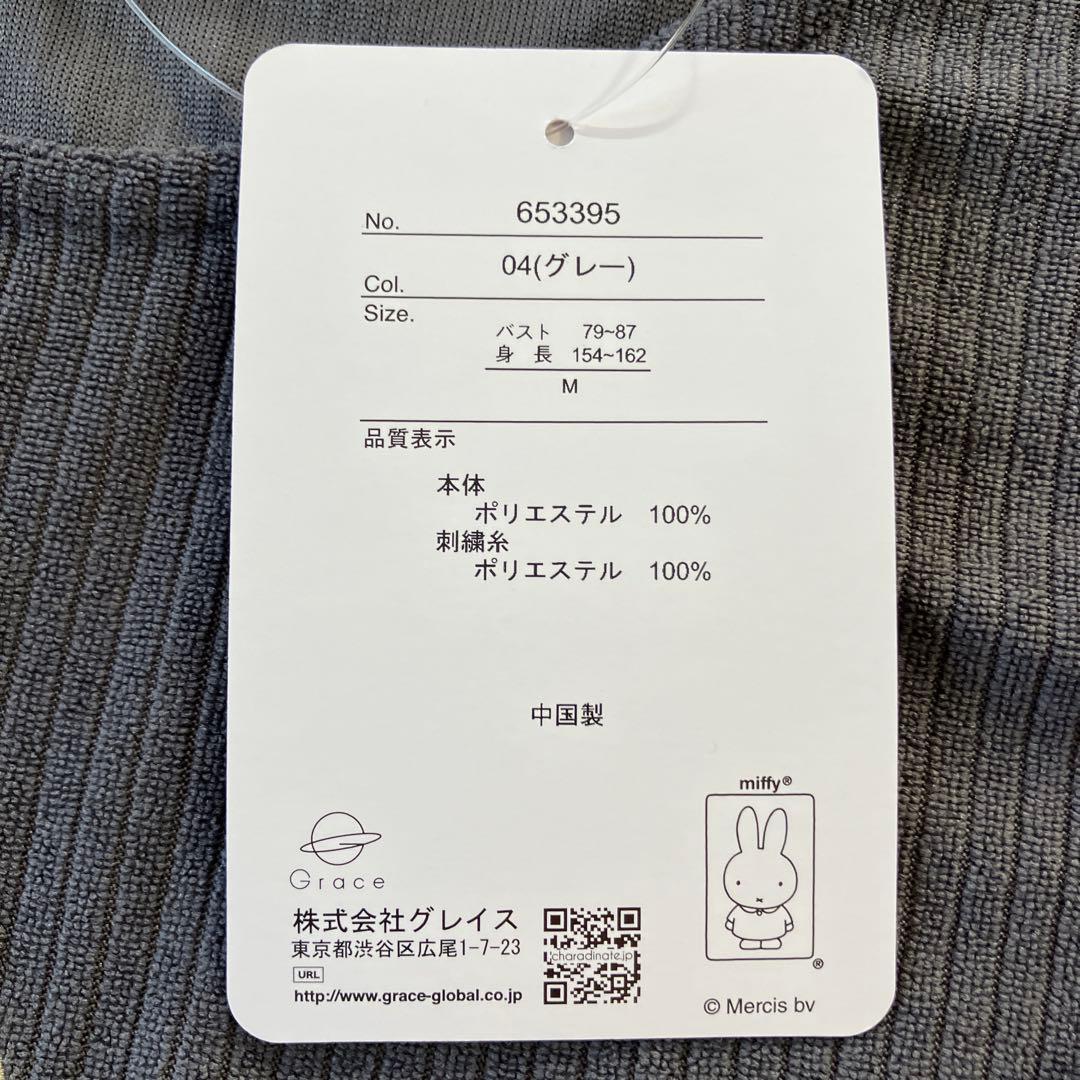 No. 653395
Col. 04(グレー)
Size.
バスト 79~87
身 長 154~162
M
品質表示
本体
ポリエステル 100%
刺繍糸
ポリエステル 100%
中国製
miffy®
®
© Mercis bv
Grace
株式会社グレイス
東京都渋谷区広尾1-7-23
URL
http://www.grace-global.co.jp
charadinate.jp